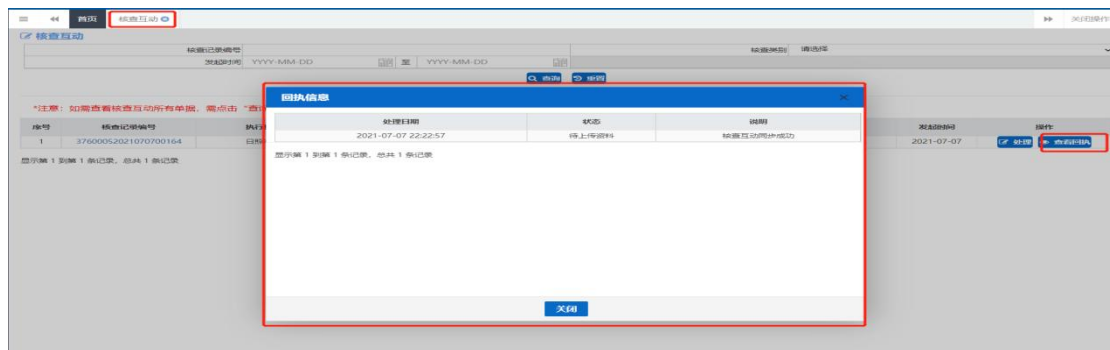 首页 核查互动 关闭操作
核查互动
核查记录编号 核查类别 请选择
发起时间 YYYY-MM-DD 至 YYYY-MM-DD
查询 重置
*注意：如需查看核查互动所有单据，需点击“查询
回执信息
处理日期 状态 说明
2021-07-07 22:22:57 待上传资料 核查互动同步成功
显示第 1 到第 1 条记录，总共 1 条记录
关闭
序号 核查记录编号 发起时间 操作
1 37600052021070700164 2021-07-07 处理 查看回执
显示第 1 到第 1 条记录，总共 1 条记录